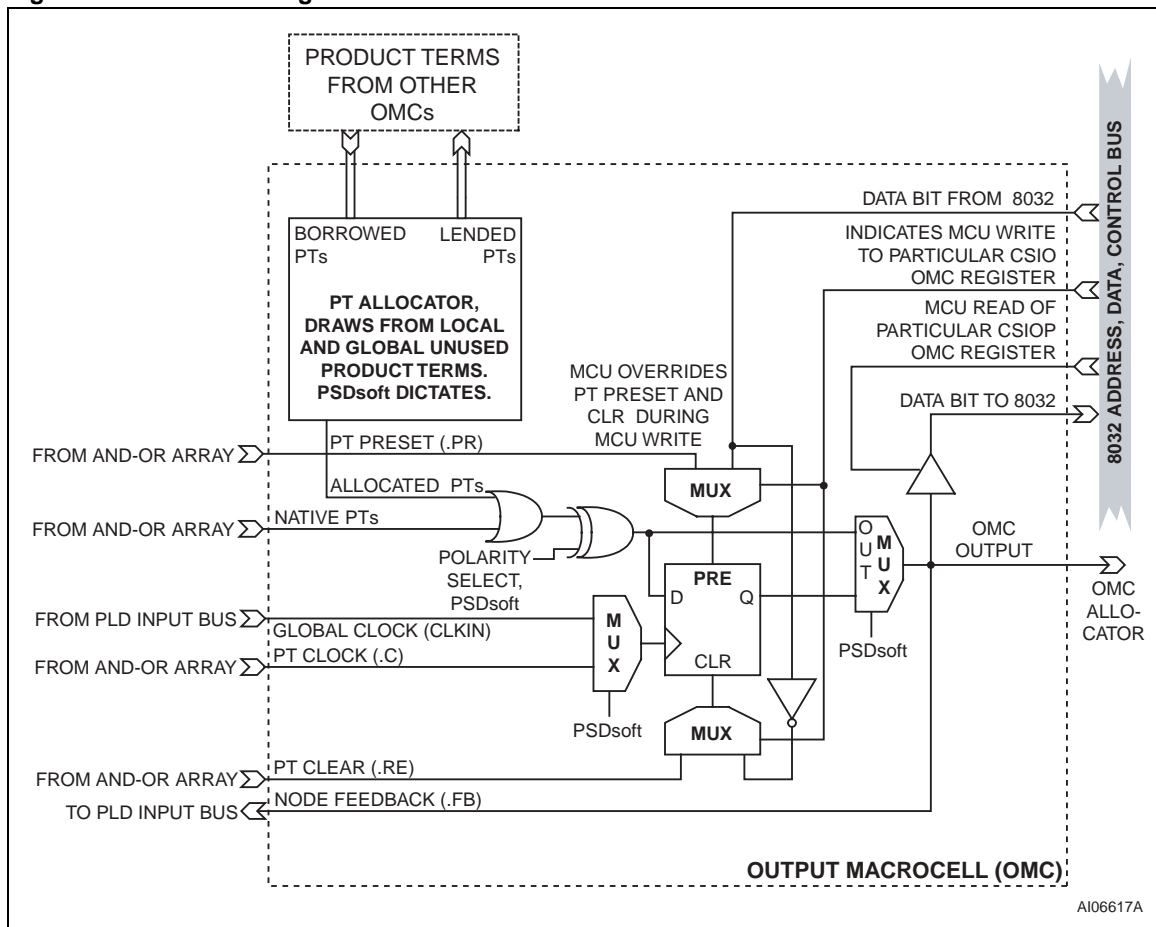 PRODUCT TERMS
FROM OTHER
OMCs
8032 ADDRESS, DATA, CONTROL BUS
DATA BIT FROM 8032
INDICATES MCU WRITE
TO PARTICULAR CSIO
OMC REGISTER
MCU READ OF
PARTICULAR CSIOP
OMC REGISTER
DATA BIT TO 8032
BORROWED
PTs
LENDED
PTs
PT ALLOCATOR,
DRAWS FROM LOCAL
AND GLOBAL UNUSED
PRODUCT TERMS.
PSDsoft DICTATES.
MCU OVERRIDES
PT PRESET AND
CLR DURING
MCU WRITE
FROM AND-OR ARRAY
PT PRESET (.PR)
MUX
ALLOCATED PTs
FROM AND-OR ARRAY
NATIVE PTs
POLARITY
SELECT,
PSDsoft
OUT
MUX
OMC
OUTPUT
PRE
D
Q
CLR
OMC
ALLO-
CATOR
PSDsoft
FROM PLD INPUT BUS
GLOBAL CLOCK (CLKIN)
MUX
FROM AND-OR ARRAY
PT CLOCK (.C)
PSDsoft
MUX
FROM AND-OR ARRAY
PT CLEAR (.RE)
TO PLD INPUT BUS
NODE FEEDBACK (.FB)
OUTPUT MACROCELL (OMC)
AI06617A